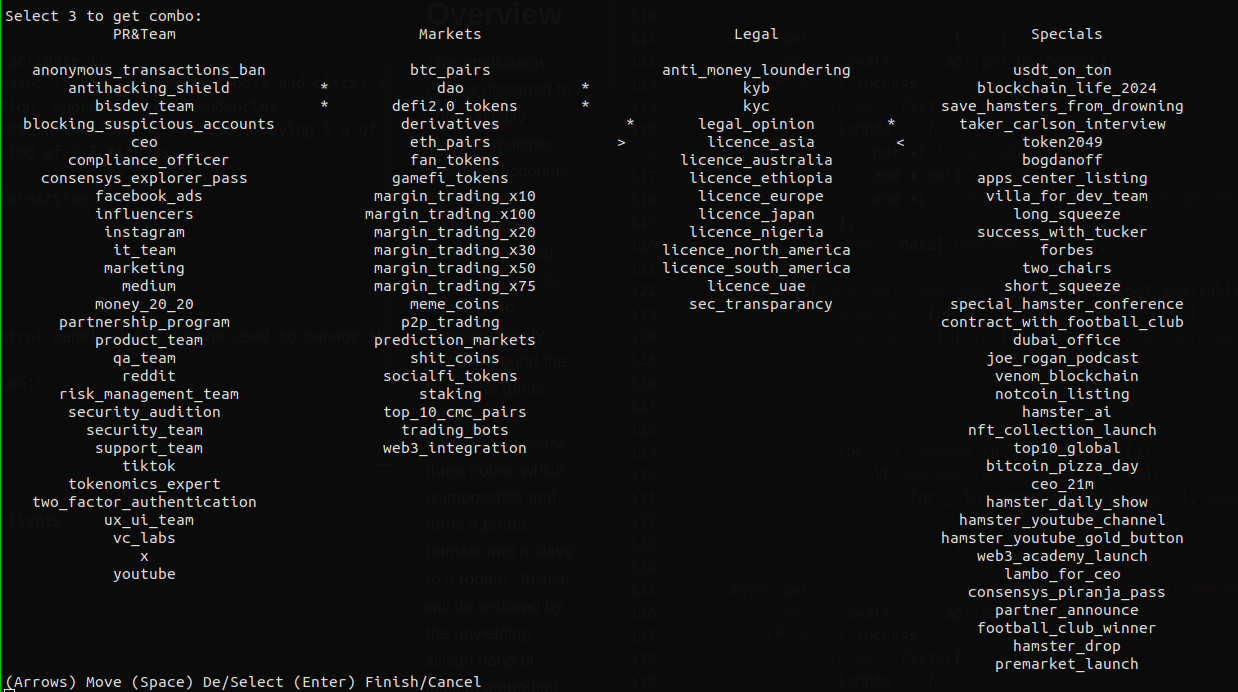 Select 3 to get combo:
PR&Team Markets Legal Specials
anonymous_transactions_ban btc_pairs anti_money_loundering usdt_on_ton
antihacking_shield * dao * kyb blockchain_life_2024
bisdev_team * defi2.0_tokens * kyc save_hamsters_from_drowning
blocking_suspicious_accounts derivatives * legal_opinion * taker_carlson_interview
ceo eth_pairs > licence_asia < token2049
compliance_officer fan_tokens licence_australia bogdanoff
consensys_explorer_pass gamefi_tokens licence_ethiopia apps_center_listing
facebook_ads margin_trading_x10 licence_europe villa_for_dev_team
influencers margin_trading_x100 licence_japan long_squeeze
instagram margin_trading_x20 licence_nigeria success_with_tucker
it_team margin_trading_x30 licence_north_america forbes
marketing margin_trading_x50 licence_south_america two_chairs
medium margin_trading_x75 licence_uae short_squeeze
money_20_20 meme_coins sec_transparancy special_hamster_conference
partnership_program p2p_trading contract_with_football_club
product_team prediction_markets dubai_office
qa_team shit_coins joe_rogan_podcast
reddit socialfi_tokens venom_blockchain
risk_management_team staking notcoin_listing
security_audition top_10_cmc_pairs hamster_ai
security_team trading_bots nft_collection_launch
support_team web3_integration top10_global
tiktok bitcoin_pizza_day
tokenomics_expert ceo_21m
two_factor_authentication hamster_daily_show
ux_ui_team hamster_youtube_channel
vc_labs hamster_youtube_gold_button
x web3_academy_launch
youtube lambo_for_ceo
consensys_piranja_pass
partner_announce
football_club_winner
hamster_drop
premarket_launch
(Arrows) Move (Space) De/Select (Enter) Finish/Cancel